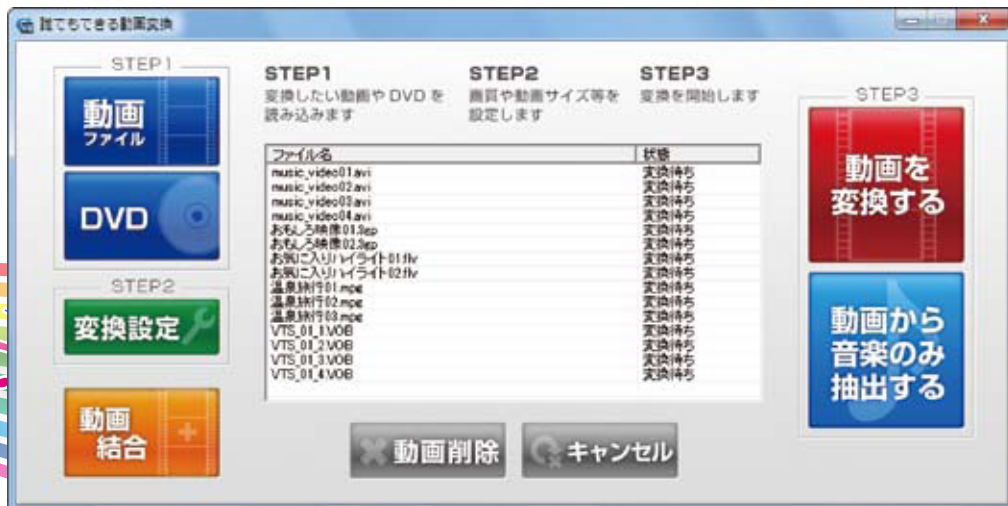 誰でもできる動画変換
STEP1
動画
ファイル
DVD
STEP2
変換設定
動画
結合
STEP1
変換したい動画や DVD を
読み込みます
STEP2
画質や動画サイズ等を
設定します
STEP3
変換を開始します
ファイル名 状態
music_video01.avi 変換待ち
music_video02.avi 変換待ち
music_video03.avi 変換待ち
music_video04.avi 変換待ち
おもしろ映像01.3gp 変換待ち
おもしろ映像02.3gp 変換待ち
お気に入りハイライト01.flv 変換待ち
お気に入りハイライト02.flv 変換待ち
温泉旅行01.mpe 変換待ち
温泉旅行02.mpe 変換待ち
温泉旅行03.mpe 変換待ち
VTS_01_1.VOB 変換待ち
VTS_01_2.VOB 変換待ち
VTS_01_3.VOB 変換待ち
VTS_01_4.VOB 変換待ち
動画削除
キャンセル
STEP3
動画を
変換する
動画から
音楽のみ
抽出する